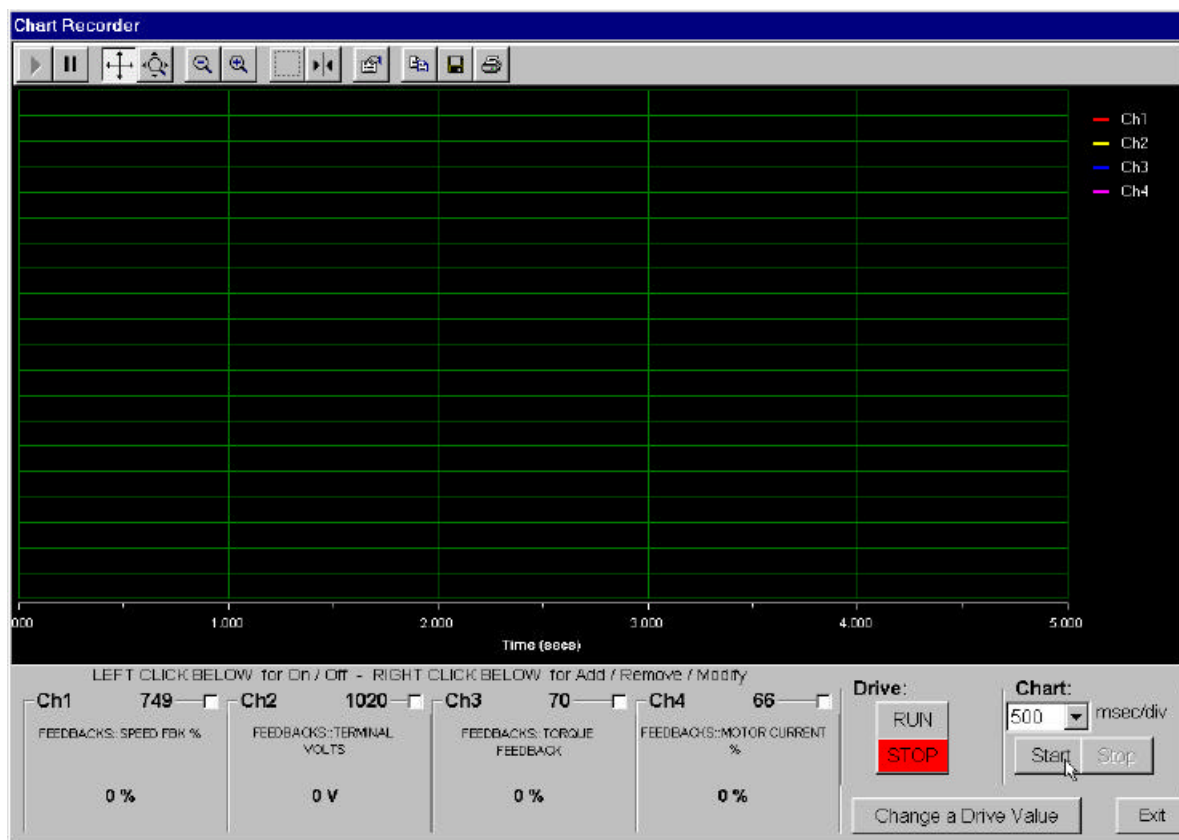 Chart Recorder
Ch1
Ch2
Ch3
Ch4
000 1.000 2.000 3.000 4.000 5.000
Time (secs)
LEFT CLICK BELOW for On / Off - RIGHT CLICK BELOW for Add / Remove / Modify
Ch1 749
FEEDBACKS::SPEED FBK %
0 %
Ch2 1020
FEEDBACKS::TERMINAL
VOLTS
0 V
Ch3 70
FEEDBACKS::TORQUE
FEEDBACK
0 %
Ch4 66
FEEDBACKS::MOTOR CURRENT
%
0 %
Drive:
RUN
STOP
Chart:
500 msec/div
Start Stop
Change a Drive Value
Exit